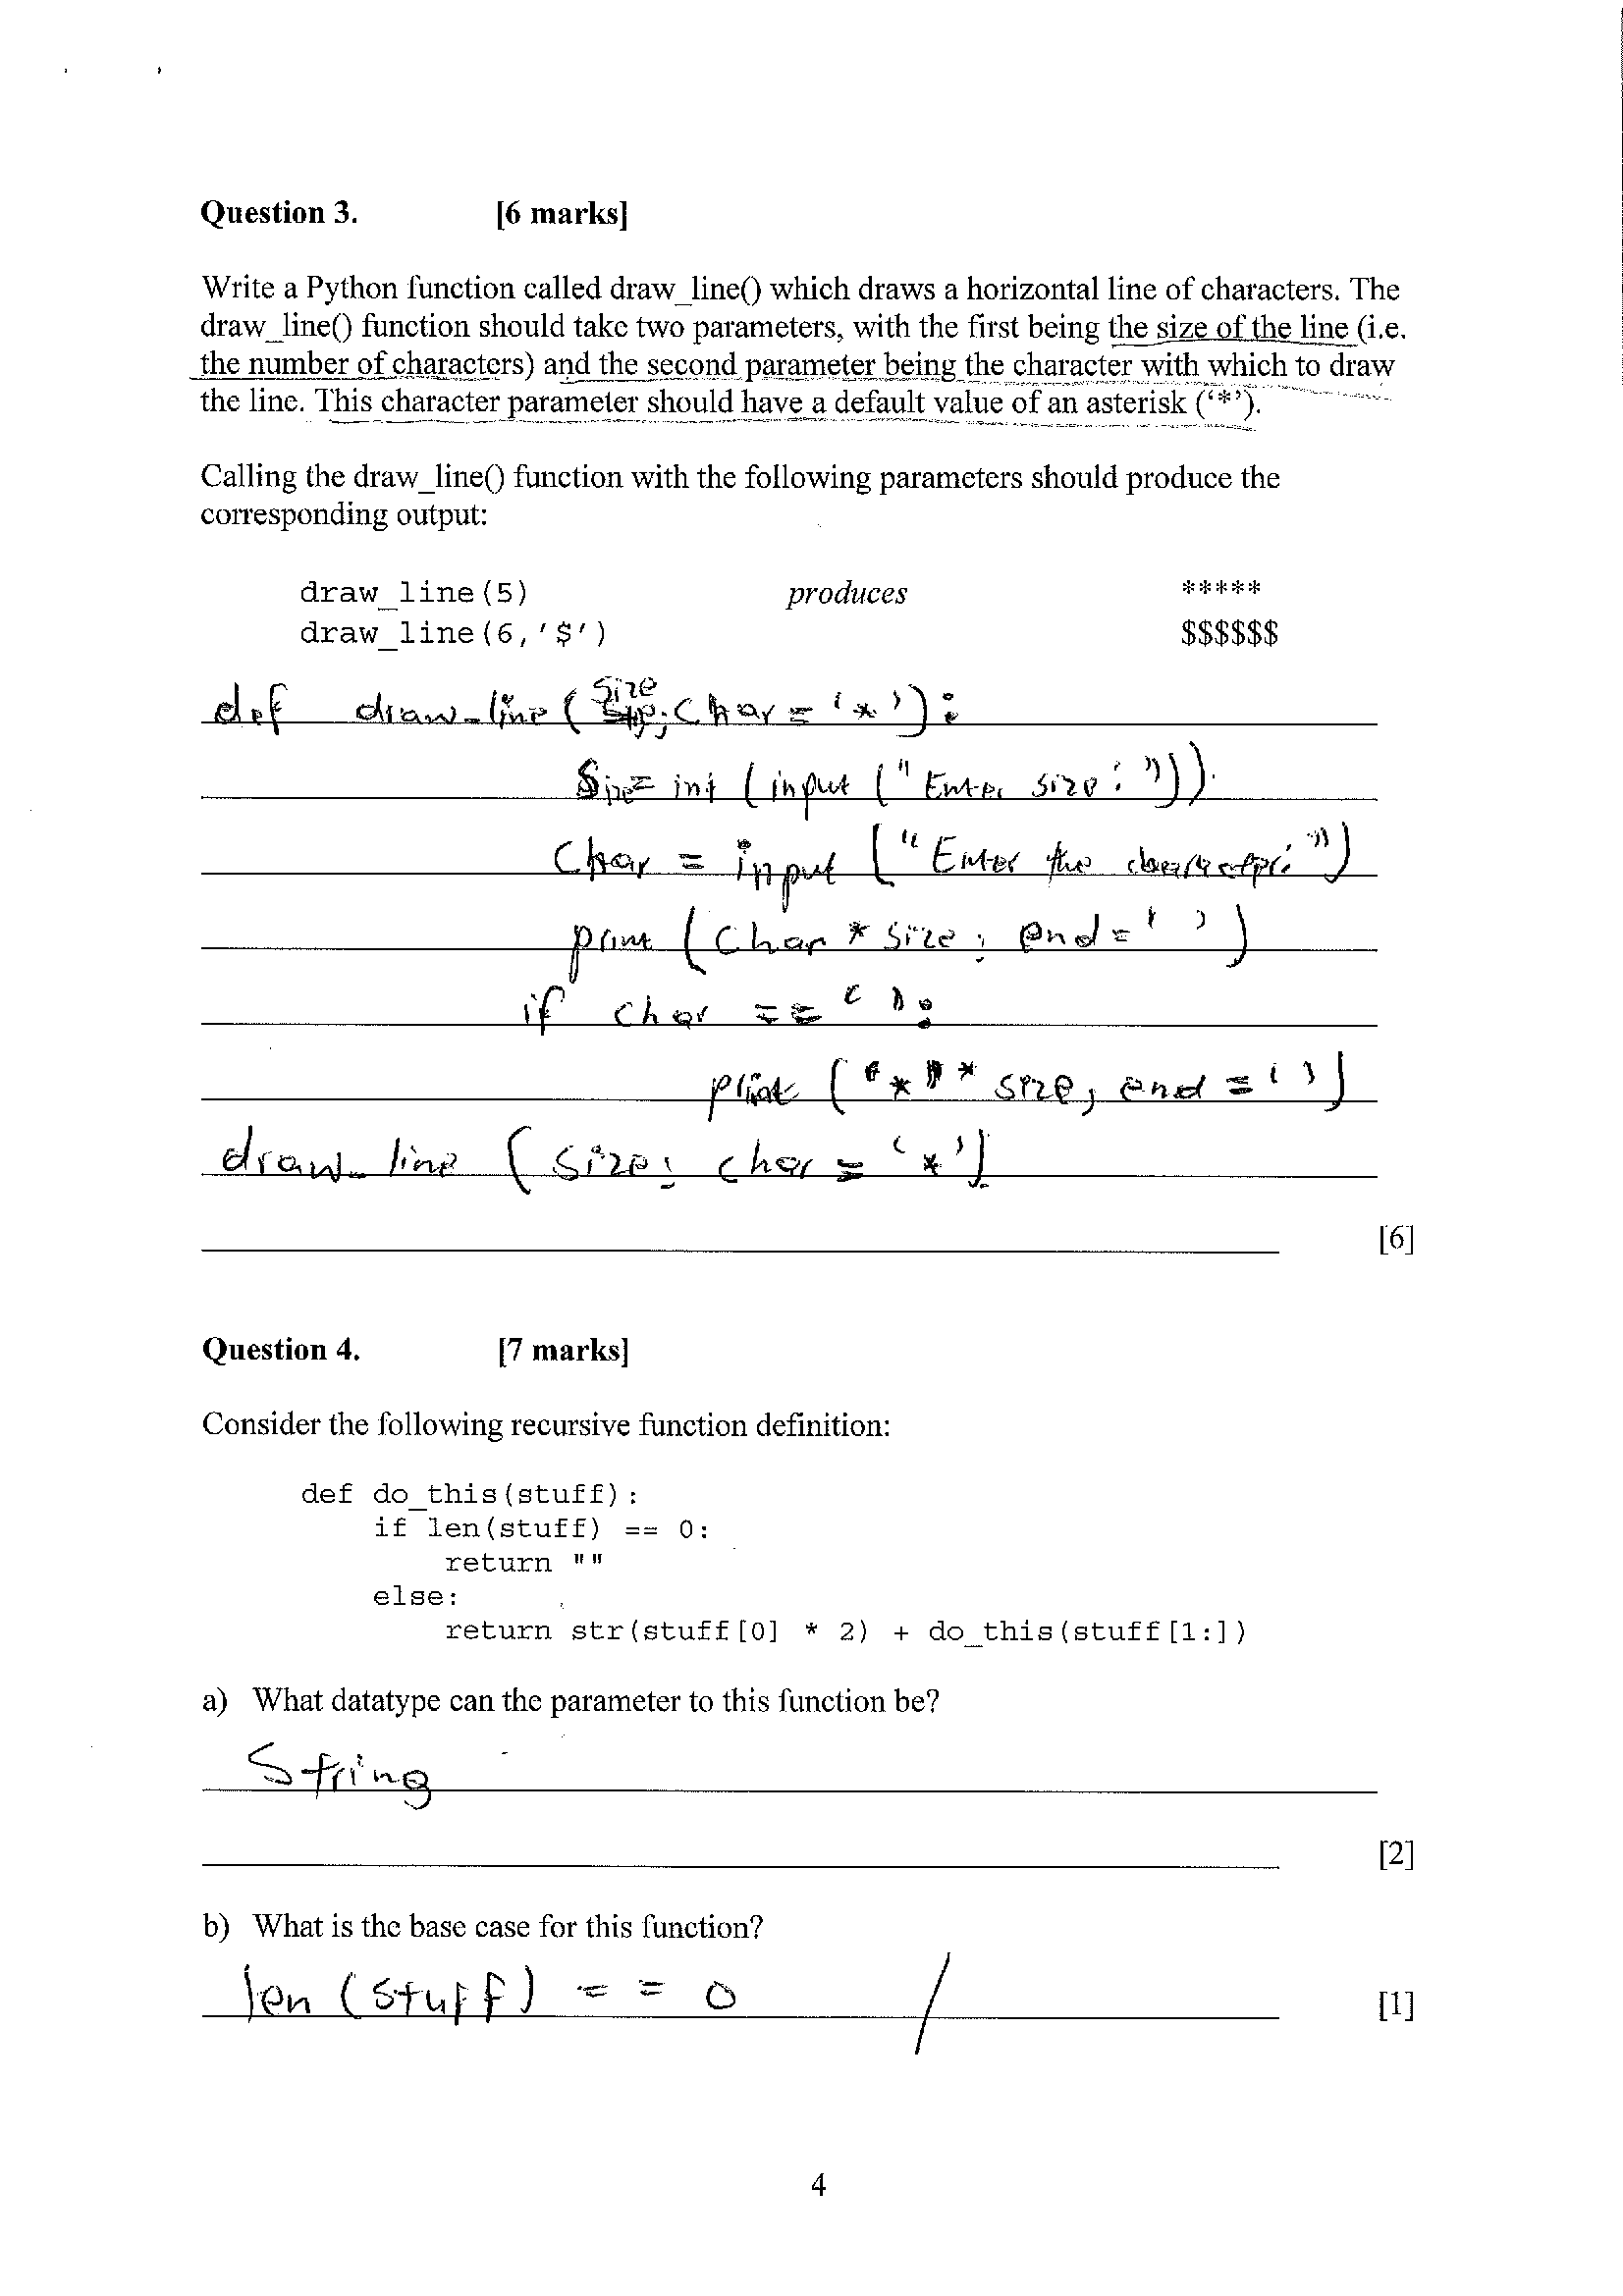 Question 3. [6 marks]
Write a Python function called draw_line() which draws a horizontal line of characters. The
draw_line() function should take two parameters, with the first being the size of the line (i.e.
the number of characters) and the second parameter being the character with which to draw
the line. This character parameter should have a default value of an asterisk (‘*’).
Calling the draw_line() function with the following parameters should produce the
corresponding output:
draw_line(5) produces *****
draw_line(6,'$') $$$$$$
size
def draw_line( , char = '*'):
Size = int (input ("Enter size: "))
Char = input ("Enter the character: ")
print (char * size, end = ' ')
if char == ' ':
print ("*" * size, end = ' ')
draw_line (size, char = '*')
[6]
Question 4. [7 marks]
Consider the following recursive function definition:
def do_this(stuff):
if len(stuff) == 0:
return ""
else:
return str(stuff[0] * 2) + do_this(stuff[1:])
a) What datatype can the parameter to this function be?
String
[2]
b) What is the base case for this function?
len (stuff) == 0 / [1]
4